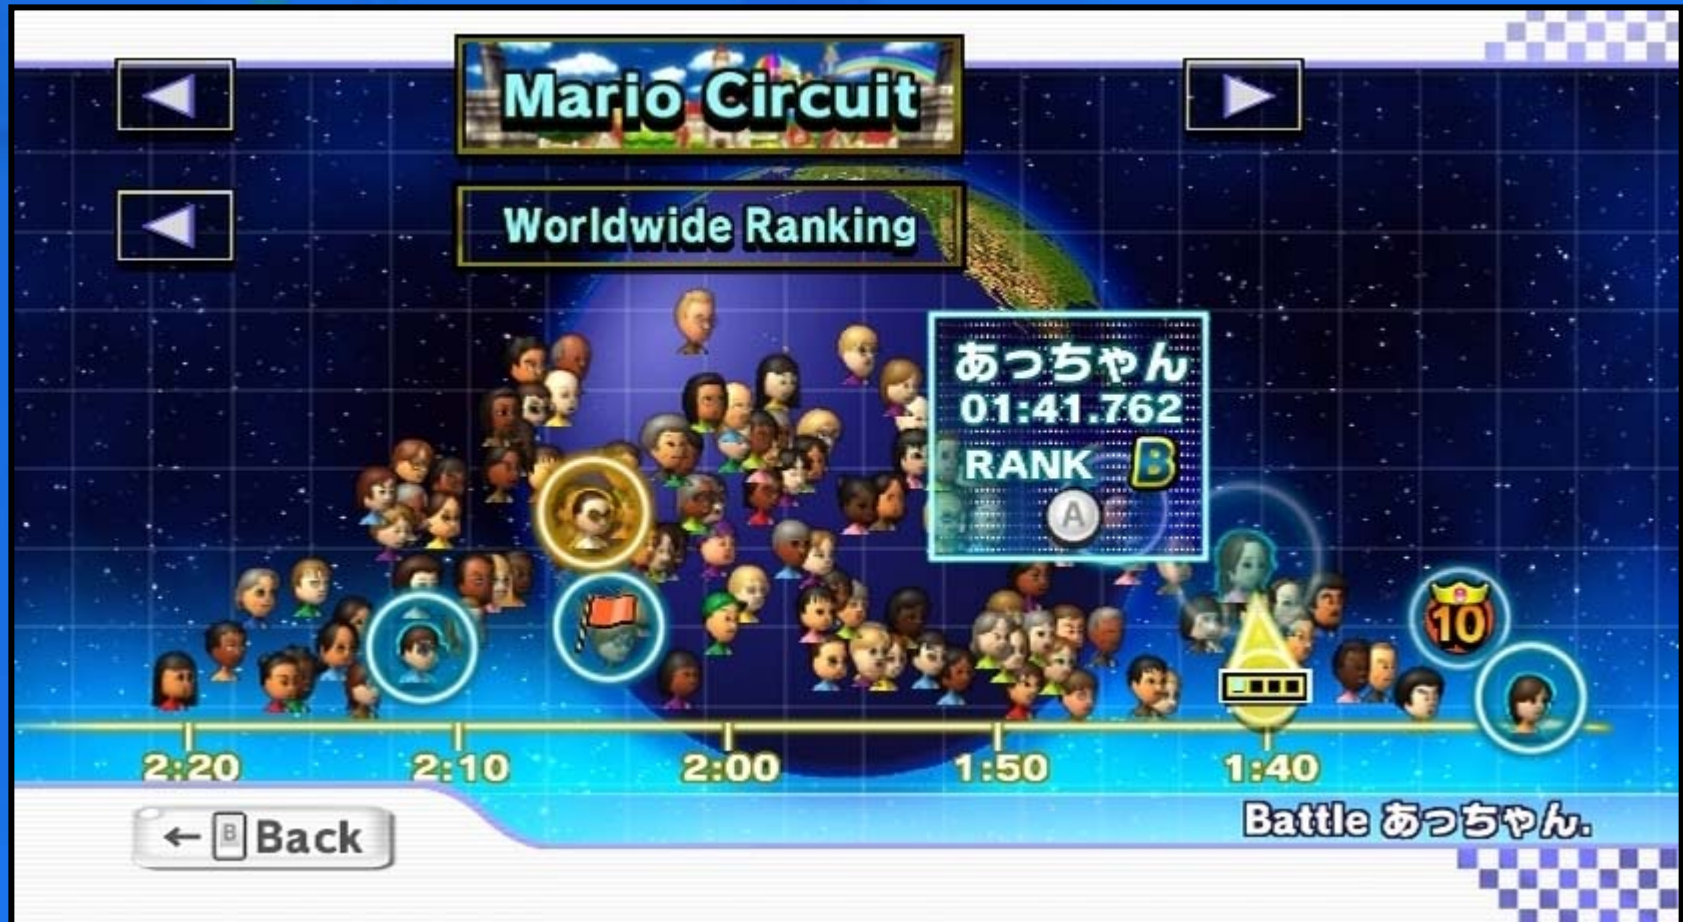 Mario Circuit
Worldwide Ranking
あっちゃん
01:41.762
RANK B
A
10
2:20
2:10
2:00
1:50
1:40
← B Back
Battle あっちゃん.